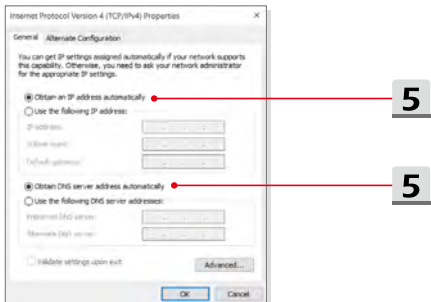 Internet Protocol Version 4 (TCP/IPv4) Properties
General Alternate Configuration
You can get IP settings assigned automatically if your network supports
this capability. Otherwise, you need to ask your network administrator
for the appropriate IP settings.
Obtain an IP address automatically
5
Use the following IP address:
IP address:
Subnet mask:
Default gateway:
Obtain DNS server address automatically
5
Use the following DNS server addresses:
Preferred DNS server:
Alternate DNS server:
Validate settings upon exit
Advanced...
OK Cancel